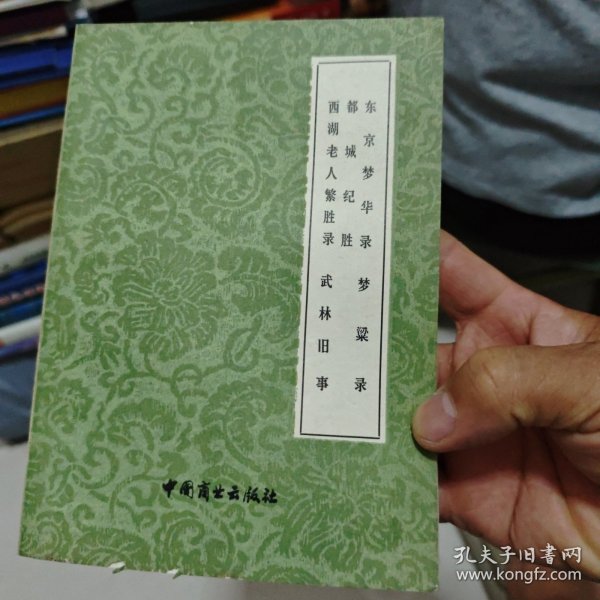 东京梦华录 梦粱录
都城纪胜
西湖老人繁胜录 武林旧事
中国商业出版社
孔夫子旧書网
www.kongfz.com